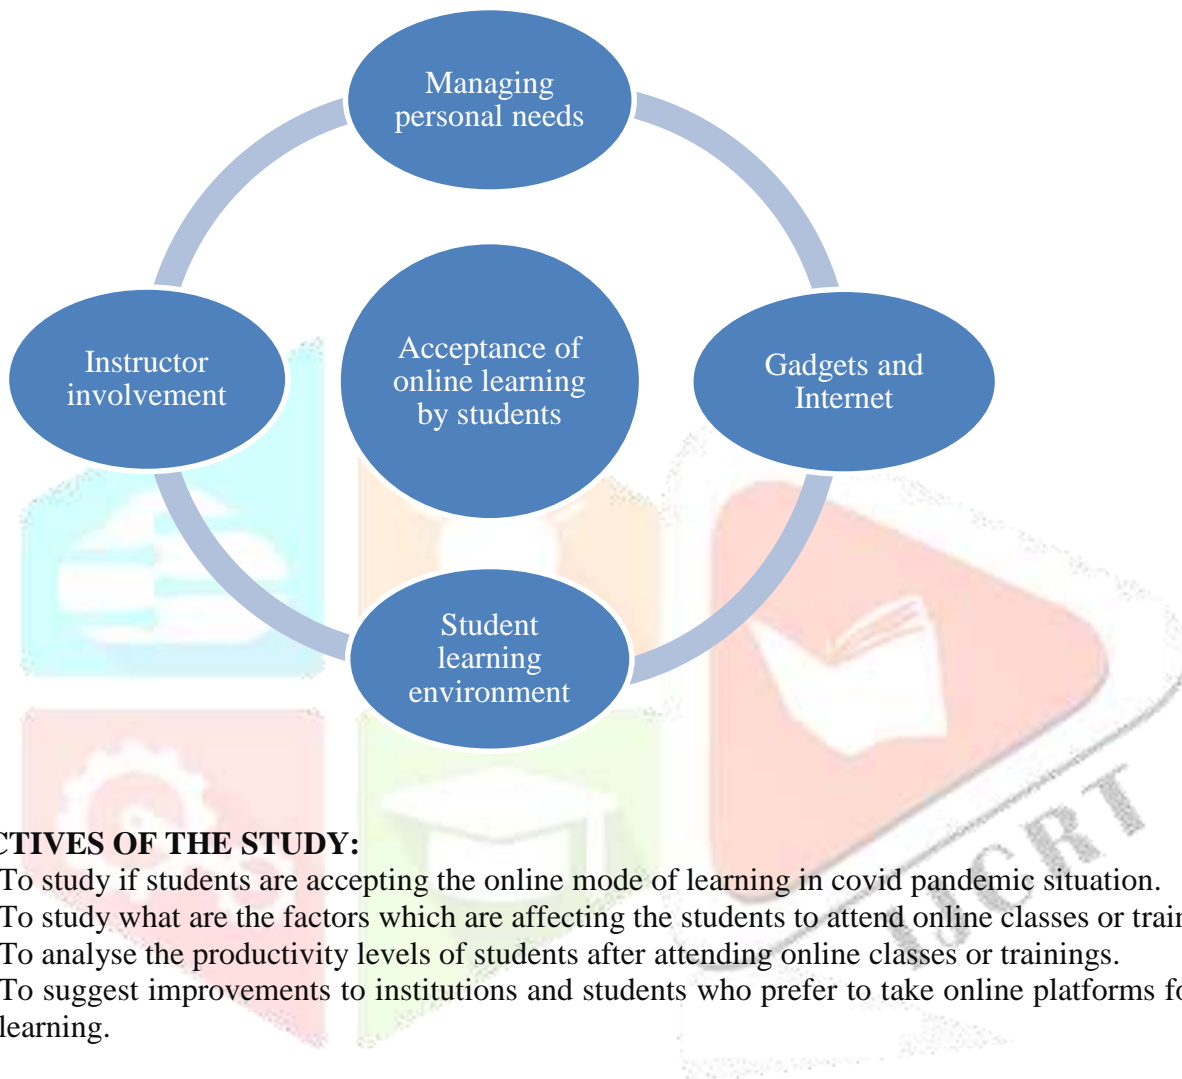 Managing
personal needs
Instructor
involvement
Acceptance of
online learning
by students
Gadgets and
Internet
Student
learning
environment
CTIVES OF THE STUDY:
To study if students are accepting the online mode of learning in covid pandemic situation.
To study what are the factors which are affecting the students to attend online classes or train
To analyse the productivity levels of students after attending online classes or trainings.
To suggest improvements to institutions and students who prefer to take online platforms fo
learning.
IJCRT